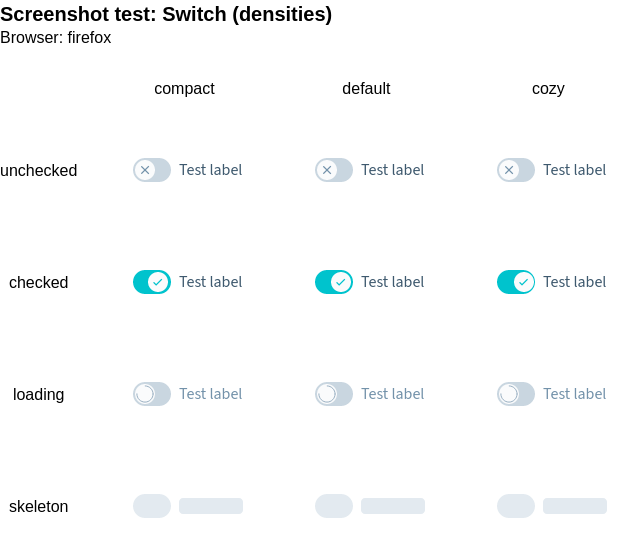 Screenshot test: Switch (densities)
Browser: firefox
compact default cozy
unchecked Test label Test label Test label
checked Test label Test label Test label
loading Test label Test label Test label
skeleton